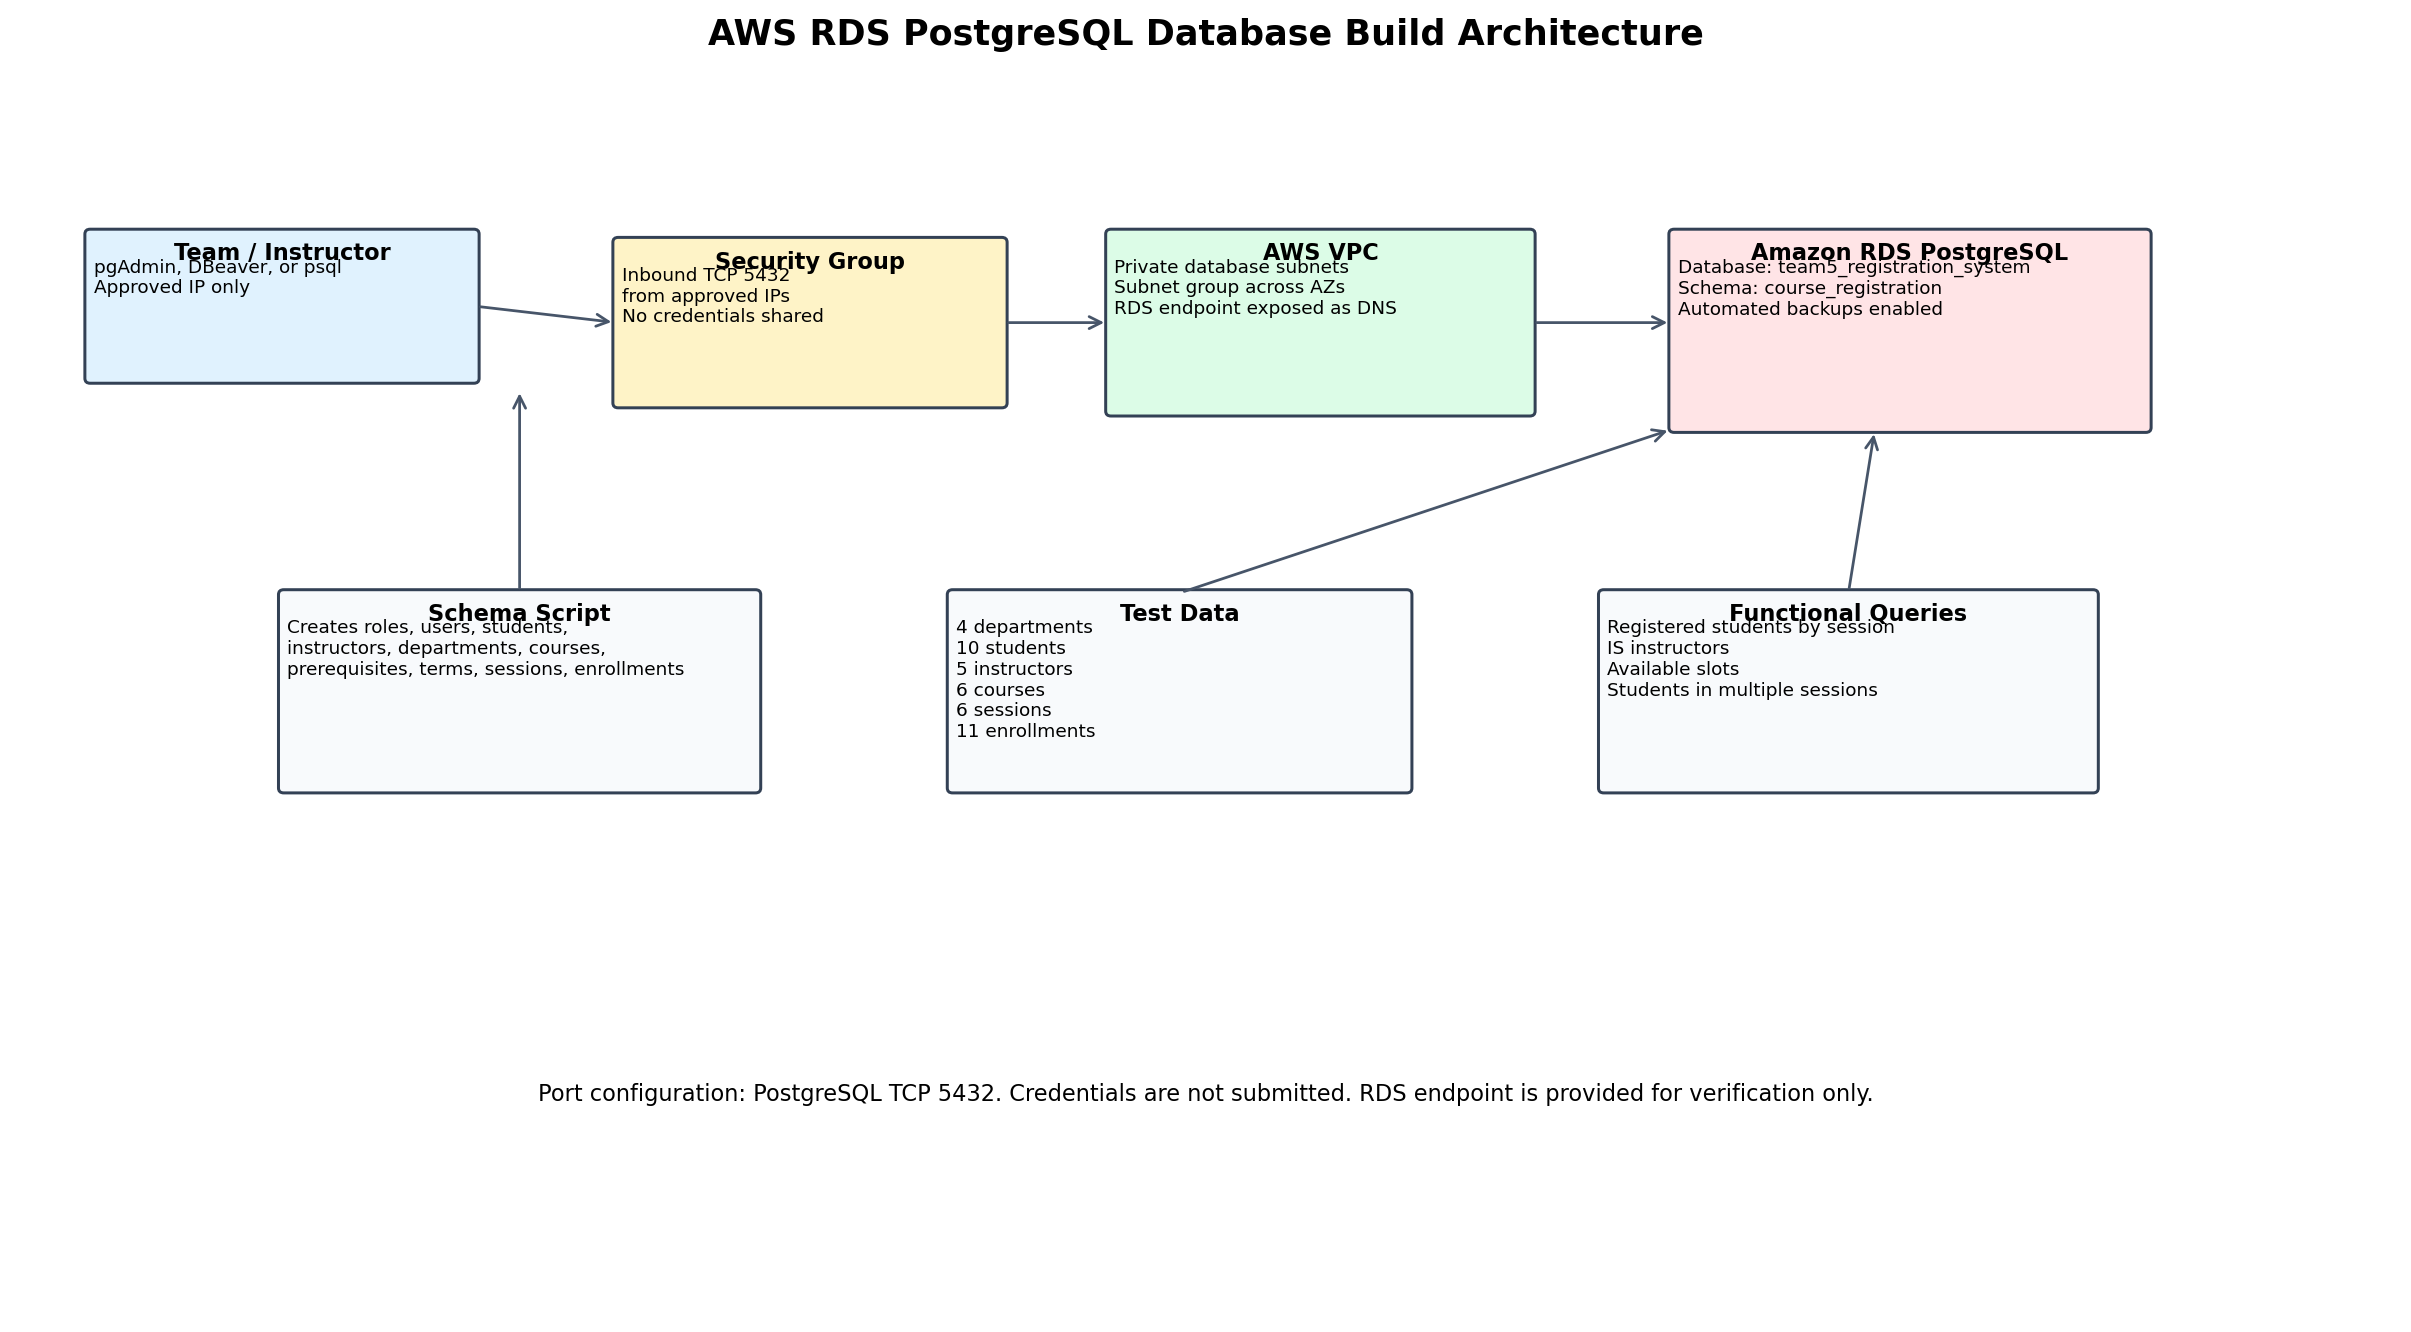 AWS RDS PostgreSQL Database Build Architecture
Team / Instructor
pgAdmin, DBeaver, or psql
Approved IP only
Security Group
Inbound TCP 5432
from approved IPs
No credentials shared
AWS VPC
Private database subnets
Subnet group across AZs
RDS endpoint exposed as DNS
Amazon RDS PostgreSQL
Database: team5_registration_system
Schema: course_registration
Automated backups enabled
Schema Script
Creates roles, users, students,
instructors, departments, courses,
prerequisites, terms, sessions, enrollments
Test Data
4 departments
10 students
5 instructors
6 courses
6 sessions
11 enrollments
Functional Queries
Registered students by session
IS instructors
Available slots
Students in multiple sessions
Port configuration: PostgreSQL TCP 5432. Credentials are not submitted. RDS endpoint is provided for verification only.